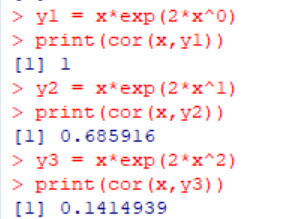 > y1 = x*exp(2*x^0)
> print(cor(x,y1))
[1] 1
> y2 = x*exp(2*x^1)
> print(cor(x,y2))
[1] 0.685916
> y3 = x*exp(2*x^2)
> print(cor(x,y3))
[1] 0.1414939